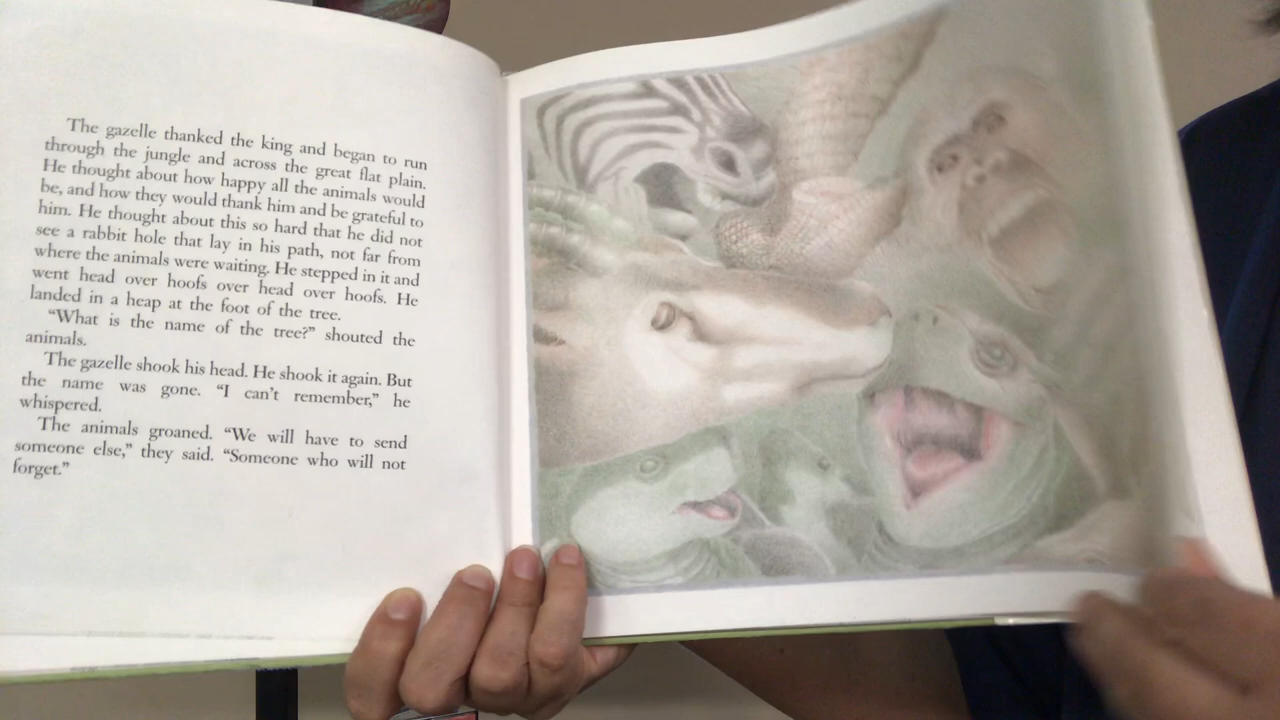 The gazelle thanked the king and began to run
through the jungle and across the great flat plain.
He thought about how happy all the animals would
be, and how they would thank him and be grateful to
him. He thought about this so hard that he did not
see a rabbit hole that lay in his path, not far from
where the animals were waiting. He stepped in it and
went head over hoofs over head over hoofs. He
landed in a heap at the foot of the tree.
“What is the name of the tree?” shouted the
animals.
The gazelle shook his head. He shook it again. But
the name was gone. “I can’t remember,” he
whispered.
The animals groaned. “We will have to send
someone else,” they said. “Someone who will not
forget.”